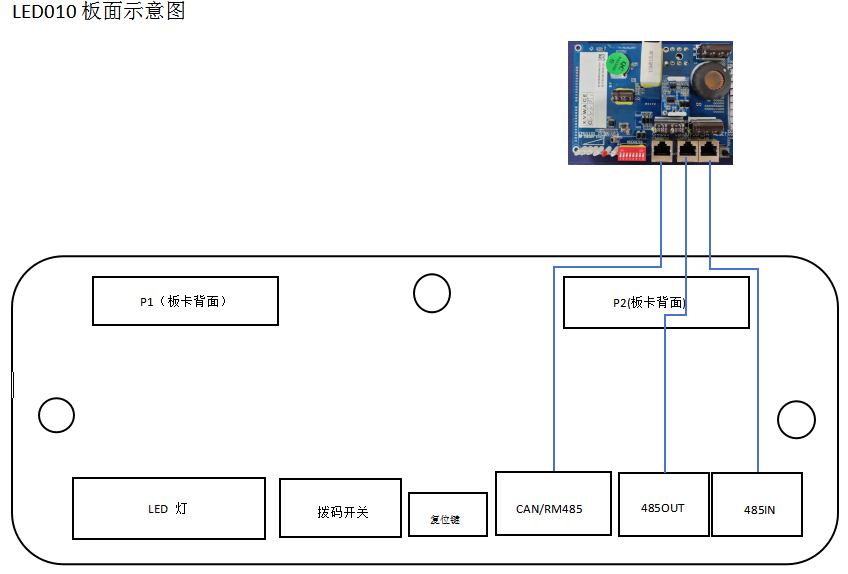 LED010 板面示意图
P1（板卡背面）
P2(板卡背面)
LED 灯
拨码开关
复位键
CAN/RM485
485OUT
485IN